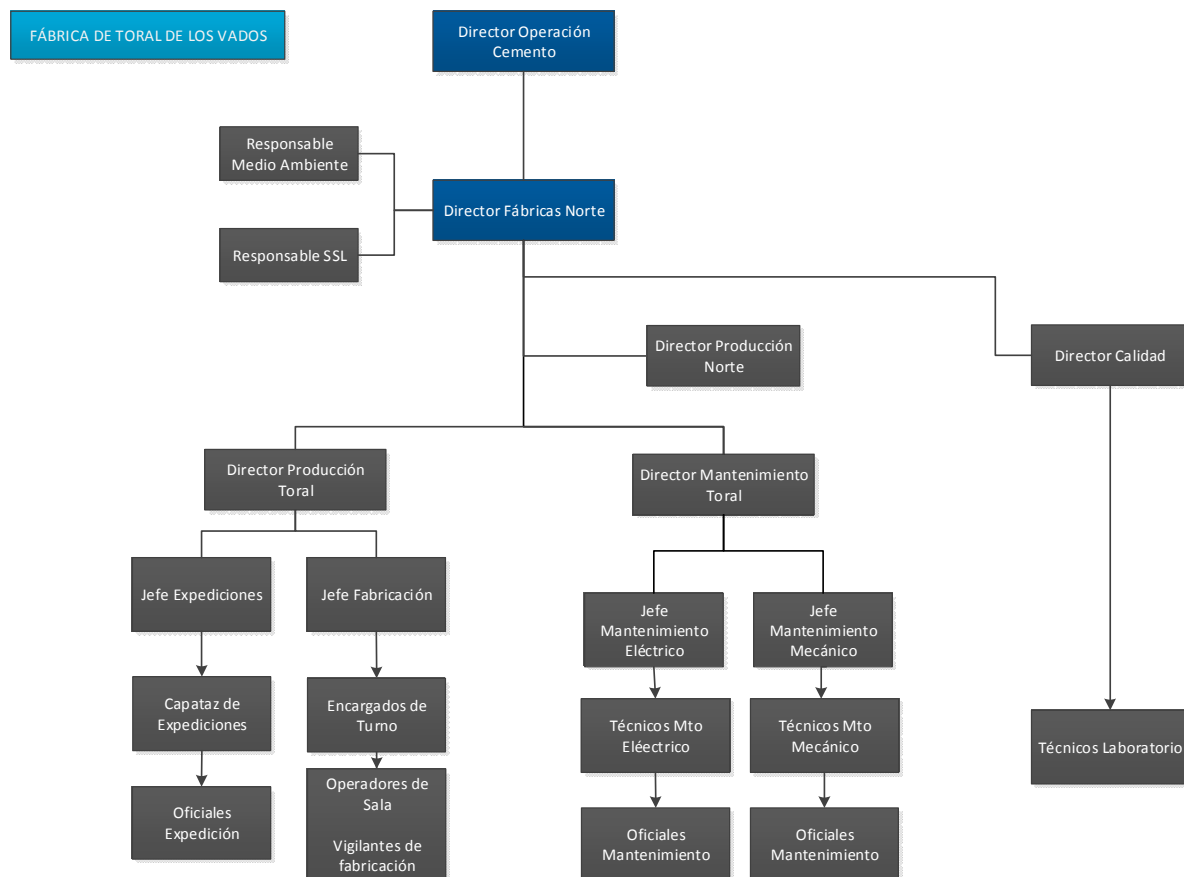 FÁBRICA DE TORAL DE LOS VADOS
Director Operación
Cemento
Responsable
Medio Ambiente
Director Fábricas Norte
Responsable SSL
Director Producción
Norte
Director Calidad
Director Producción
Toral
Director Mantenimiento
Toral
Jefe Expediciones
Jefe Fabricación
Jefe
Mantenimiento
Eléctrico
Jefe
Mantenimiento
Mecánico
Capataz de
Expediciones
Encargados de
Turno
Técnicos Mto
Eléectrico
Técnicos Mto
Mecánico
Técnicos Laboratorio
Oficiales
Expedición
Operadores de
Sala
Vigilantes de
fabricación
Oficiales
Mantenimiento
Oficiales
Mantenimiento